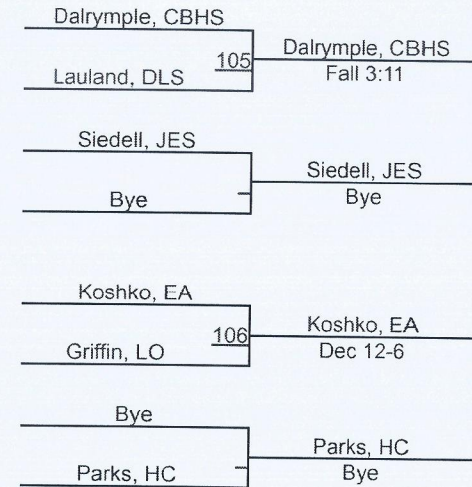 Dalrymple, CBHS
105
Dalrymple, CBHS
Lauland, DLS
Fall 3:11
Siedell, JES
Siedell, JES
Bye
Bye
Koshko, EA
106
Koshko, EA
Griffin, LO
Dec 12-6
Bye
Parks, HC
Parks, HC
Bye